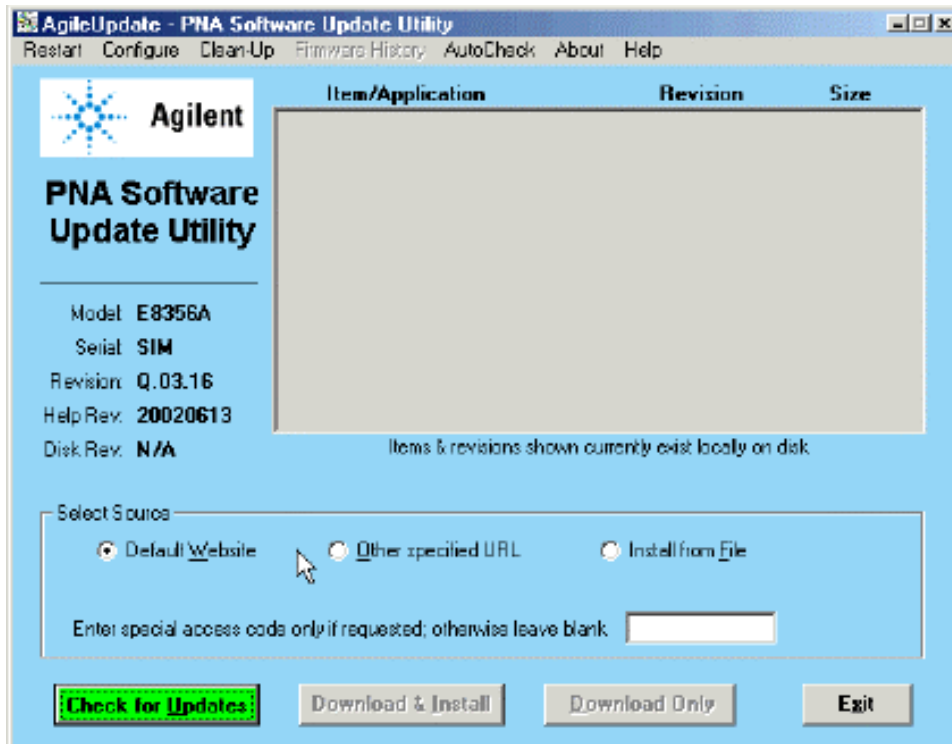 AgileUpdate - PNA Software Update Utility
Restart Configure Clean-Up Firmware History AutoCheck About Help
Agilent
PNA Software
Update Utility
Model: E8356A
Serial: SIM
Revision: Q.03.16
Help Rev: 20020613
Disk Rev: N/A
Item/Application Revision Size
Items & revisions shown currently exist locally on disk
Select Source
Default Website Other specified URL Install from File
Enter special access code only if requested; otherwise leave blank
Check for Updates Download & Install Download Only Exit